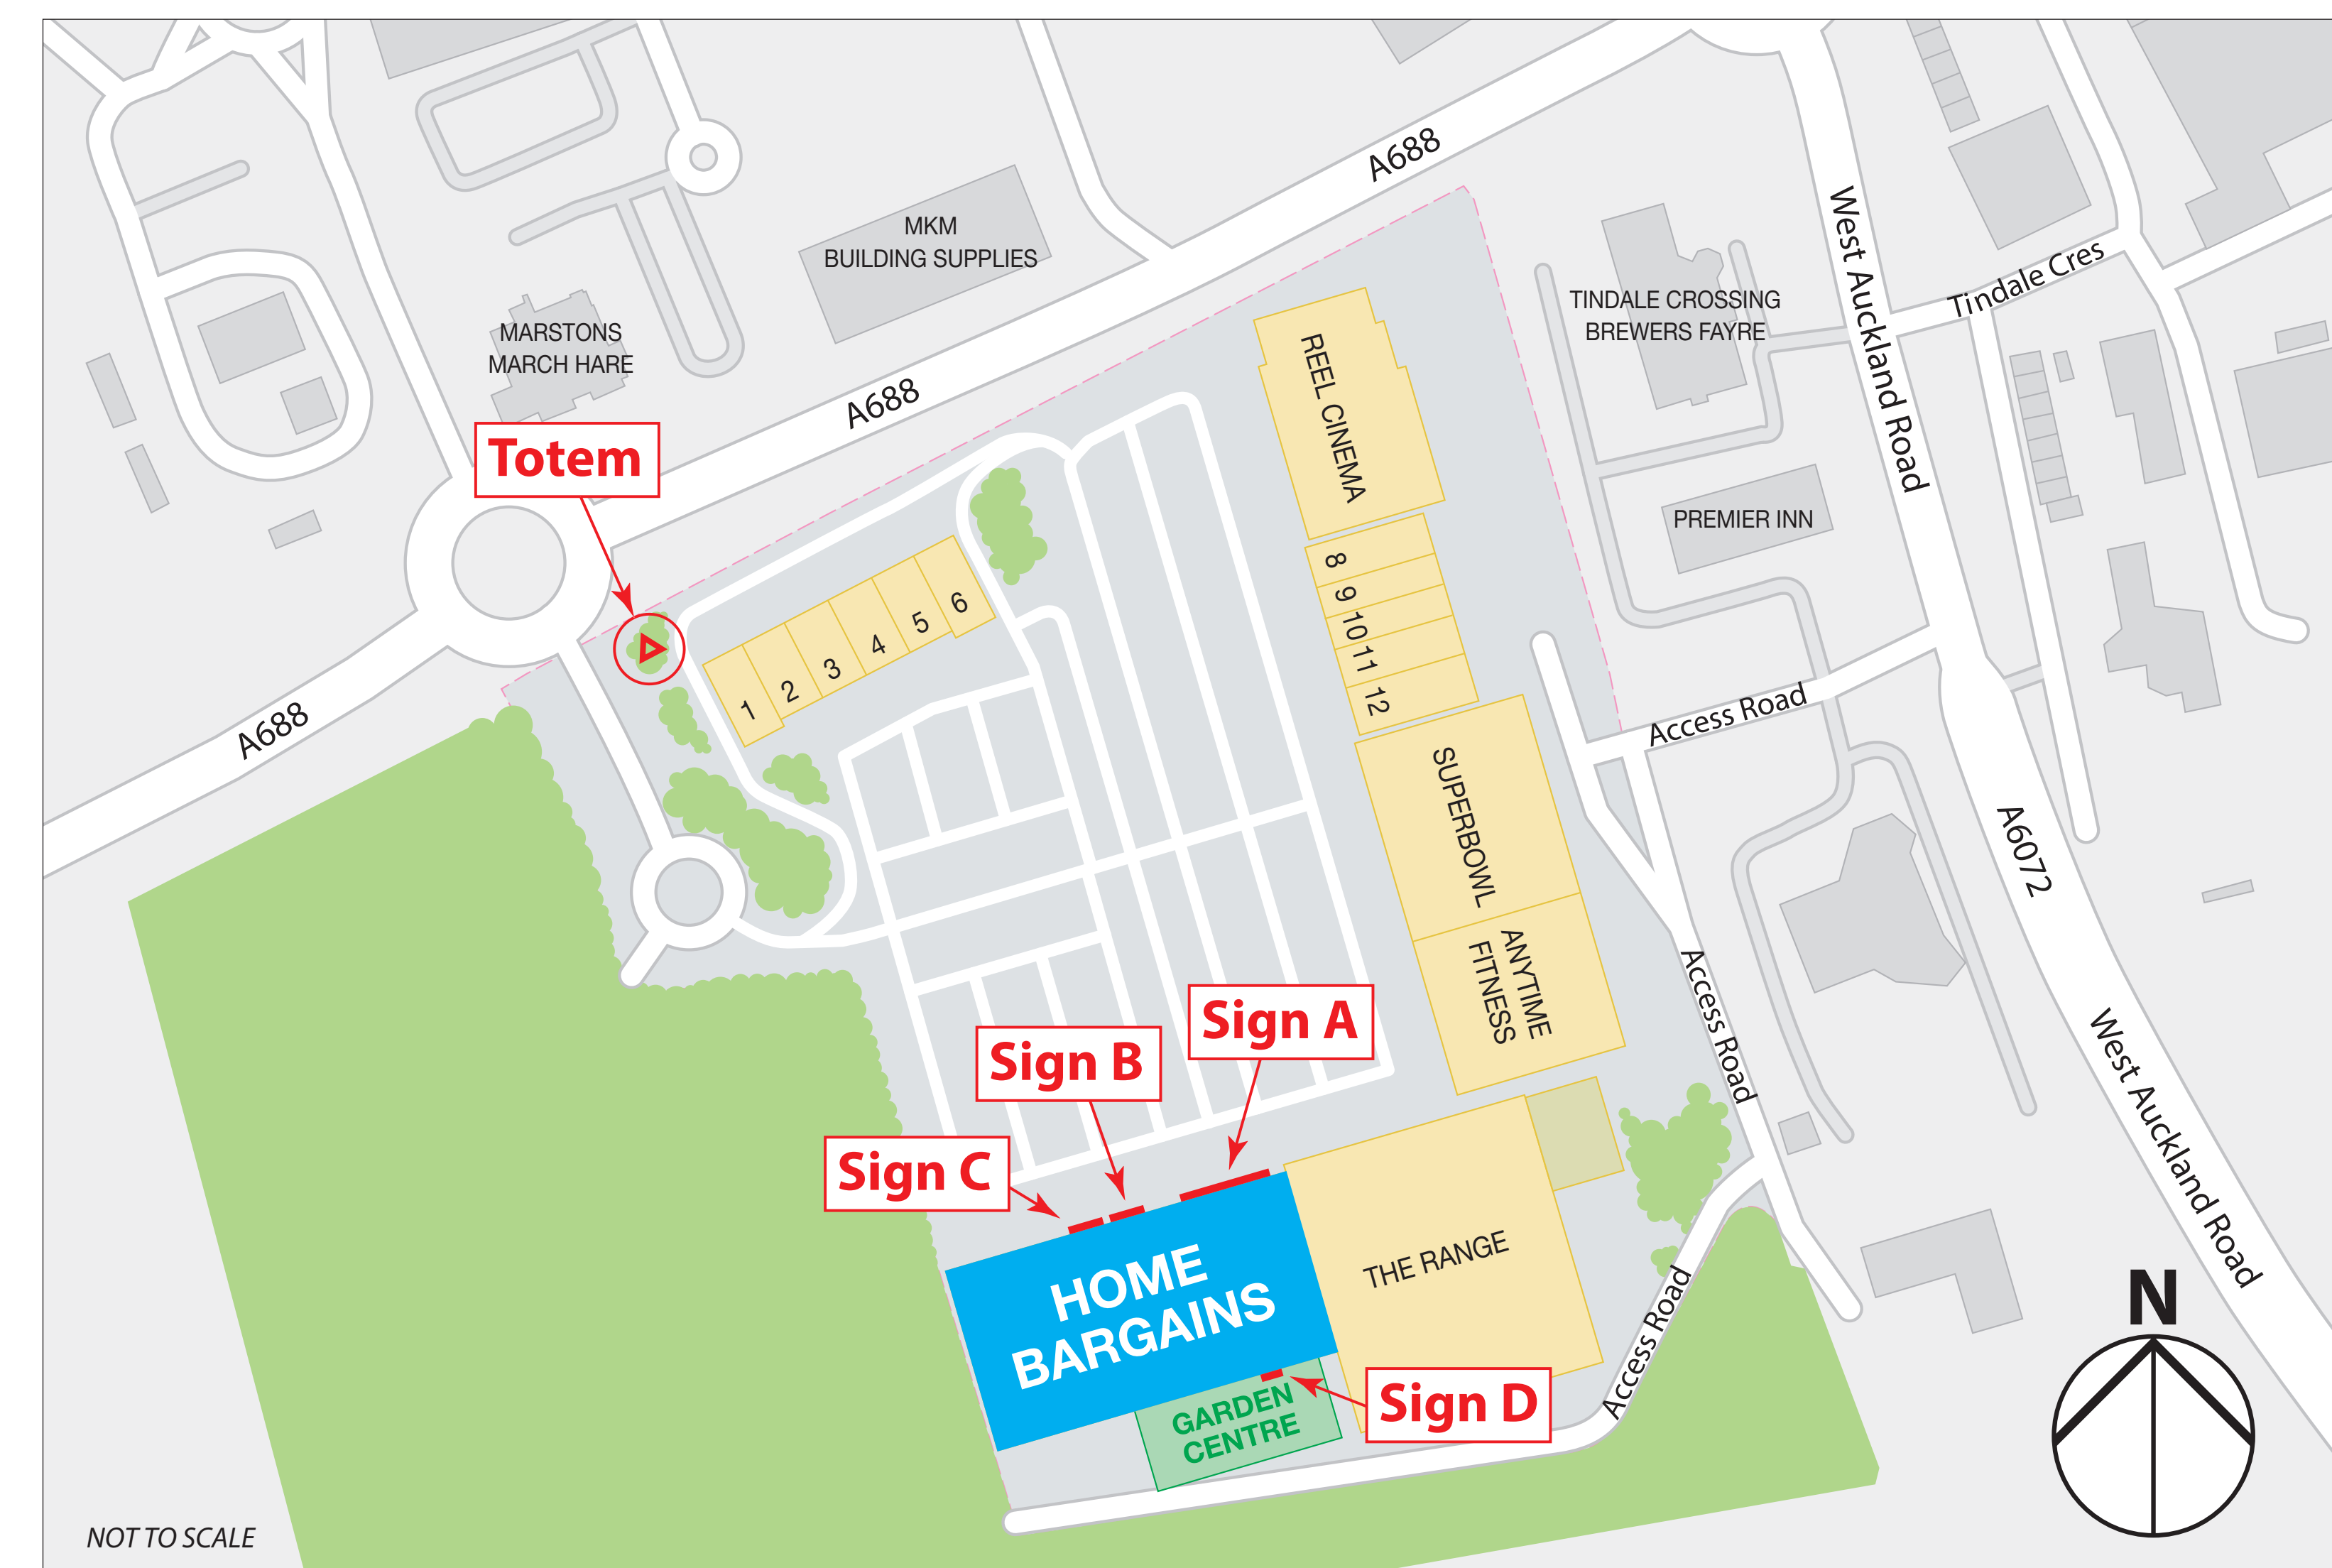 A688
MKM
BUILDING SUPPLIES
West Auckland Road
TINDALE CROSSING
BREWERS FAYRE
Tindale Cres
MARSTONS
MARCH HARE
A688
REEL CINEMA
Totem
PREMIER INN
8
9
10
11
12
1
2
3
4
5
6
A688
Access Road
SUPERBOWL
A6072
ANYTIME
FITNESS
Access Road
Sign A
Sign B
Sign C
West Auckland Road
THE RANGE
HOME
BARGAINS
Access Road
Sign D
GARDEN
CENTRE
N
NOT TO SCALE